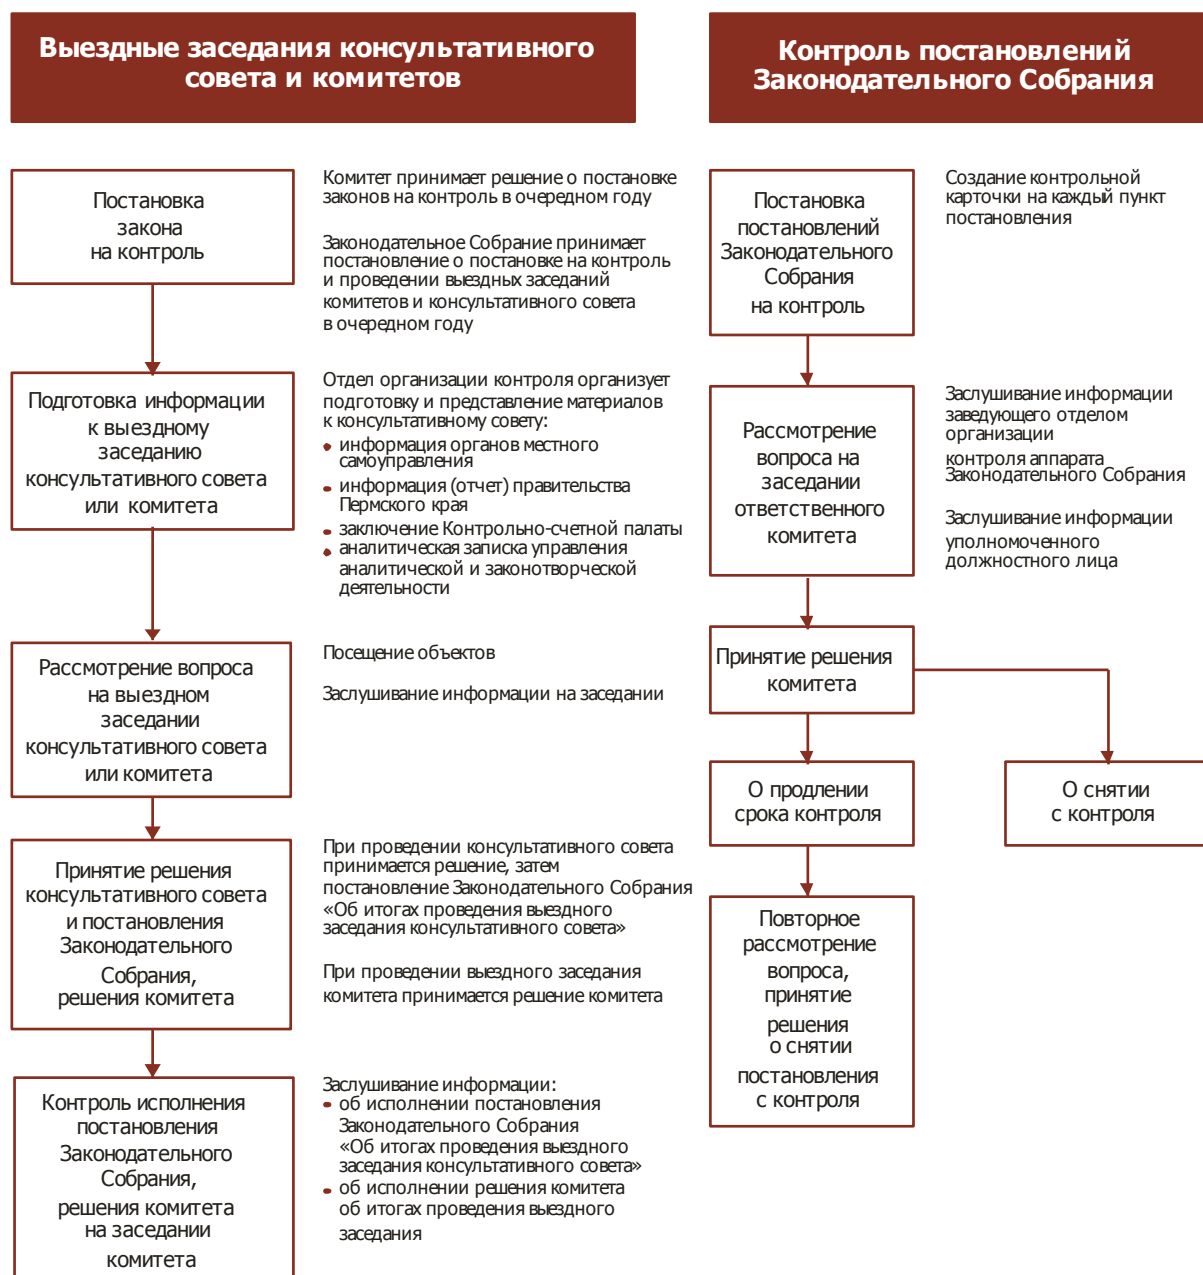 Выездные заседания консультативного
совета и комитетов
Постановка
закона
на контроль
Комитет принимает решение о постановке
законов на контроль в очередном году
Законодательное Собрание принимает
постановление о постановке на контроль
и проведении выездных заседаний
комитетов и консультативного совета
в очередном году
Подготовка информации
к выездному
заседанию
консультативного совета
или комитета
Отдел организации контроля организует
подготовку и представление материалов
к консультативному совету:
• информация органов местного
самоуправления
• информация (отчет) правительства
Пермского края
• заключение Контрольно-счетной палаты
• аналитическая записка управления
аналитической и законотворческой
деятельности
Рассмотрение вопроса
на выездном
заседании
консультативного совета
или комитета
Посещение объектов
Заслушивание информации на заседании
Принятие решения
консультативного совета
и постановления
Законодательного
Собрания,
решения комитета
При проведении консультативного совета
принимается решение, затем
постановление Законодательного Собрания
«Об итогах проведения выездного
заседания консультативного совета»
При проведении выездного заседания
комитета принимается решение комитета
Контроль исполнения
постановления
Законодательного
Собрания,
решения комитета
на заседании
комитета
Заслушивание информации:
• об исполнении постановления
Законодательного Собрания
«Об итогах проведения выездного
заседания консультативного совета»
• об исполнении решения комитета
об итогах проведения выездного
заседания
Контроль постановлений
Законодательного Собрания
Постановка
постановлений
Законодательного
Собрания
на контроль
Создание контрольной
карточки на каждый пункт
постановления
Рассмотрение
вопроса на
заседании
ответственного
комитета
Заслушивание информации
заведующего отделом
организации
контроля аппарата
Законодательного Собрания
Заслушивание информации
уполномоченного
должностного лица
Принятие решения
комитета
О продлении
срока контроля
О снятии
с контроля
Повторное
рассмотрение
вопроса,
принятие
решения
о снятии
постановления
с контроля